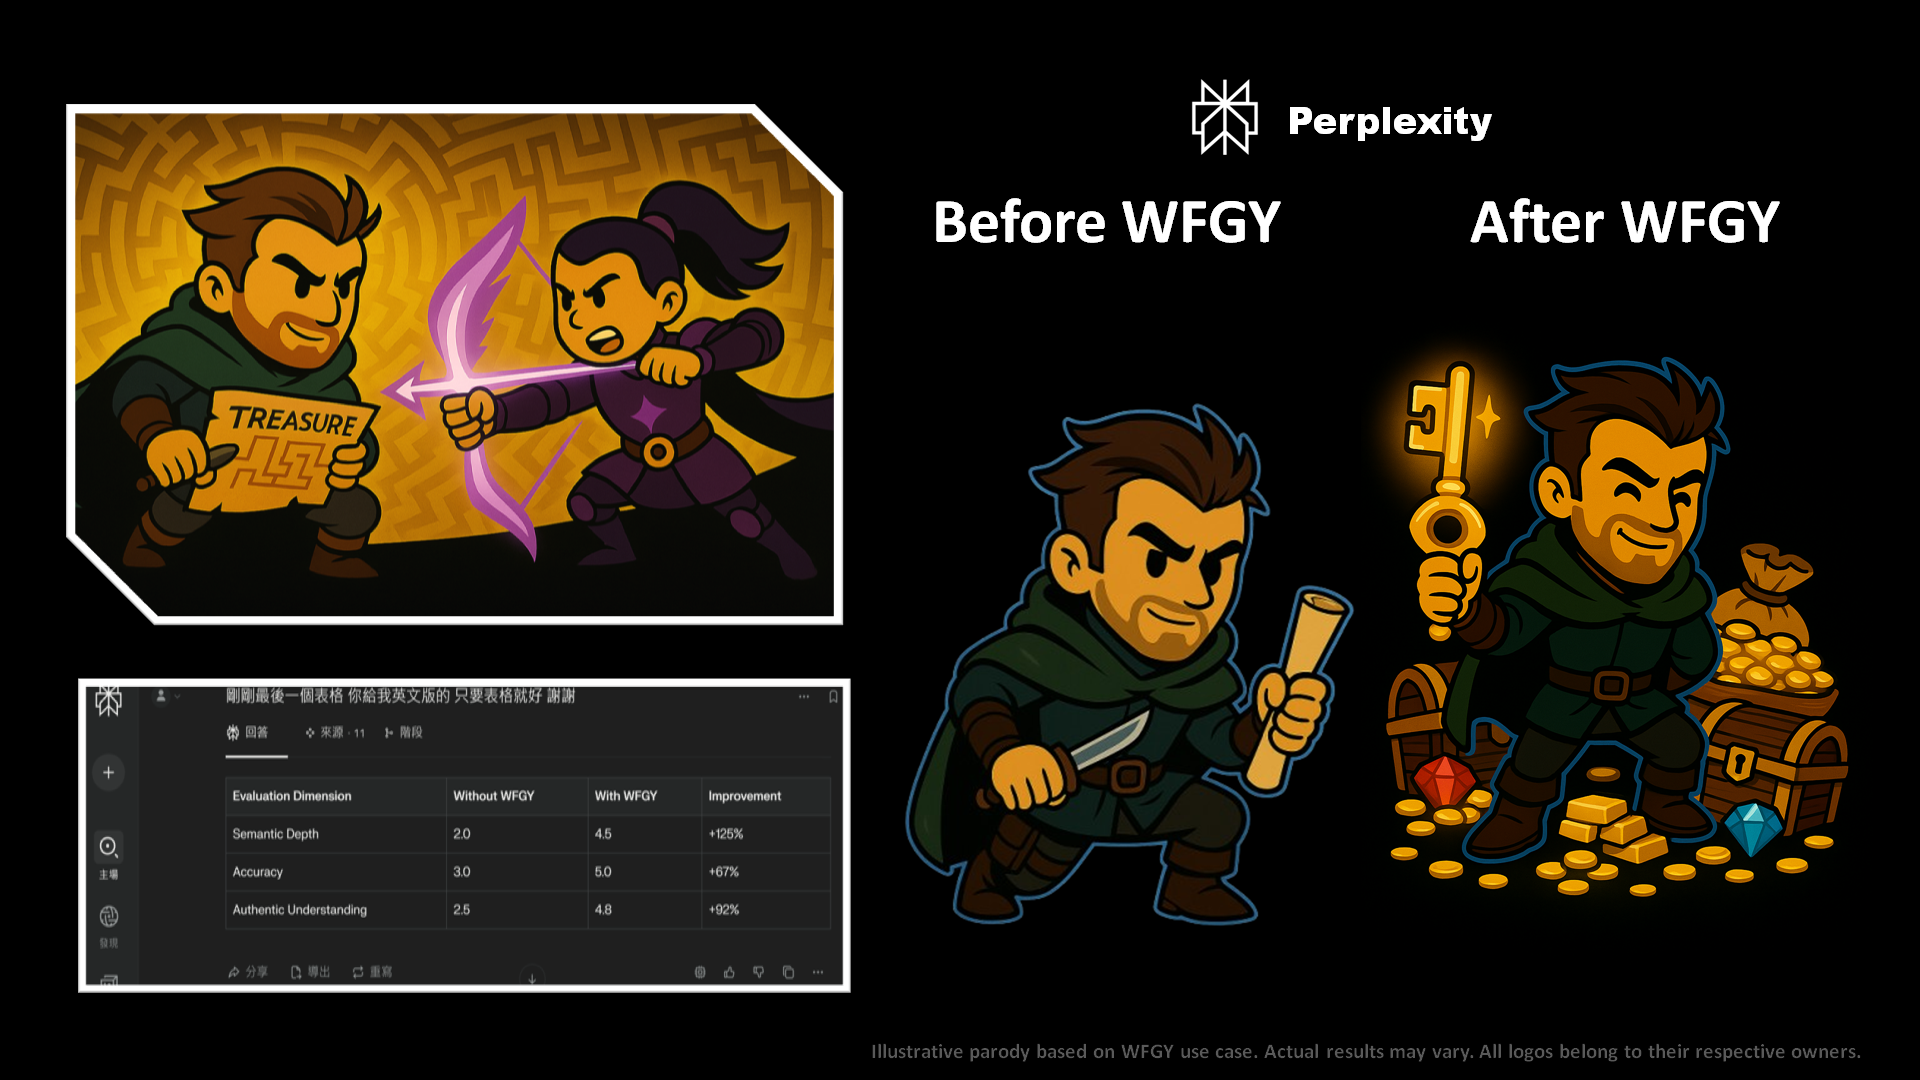 Perplexity
Before WFGY
After WFGY
TREASURE
剛剛最後一個表格 你給我英文版的 只要表格就好 謝謝
回答
來源 · 11
階段
Evaluation Dimension Without WFGY With WFGY Improvement
Semantic Depth 2.0 4.5 +125%
Accuracy 3.0 5.0 +67%
Authentic Understanding 2.5 4.8 +92%
主場
發現
分享
導出
重寫
Illustrative parody based on WFGY use case. Actual results may vary. All logos belong to their respective owners.